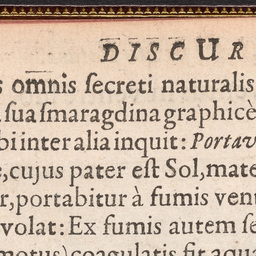 DISCUR
s omnis ſecreti naturalis
ſua ſmaragdina graphicè
bi inter alia inquit: Portav
e, cujus pater eſt Sol, mate
r, portabitur à fumis ven
volat: Ex fumis autem ſe
motus) coagulatis fit aqua